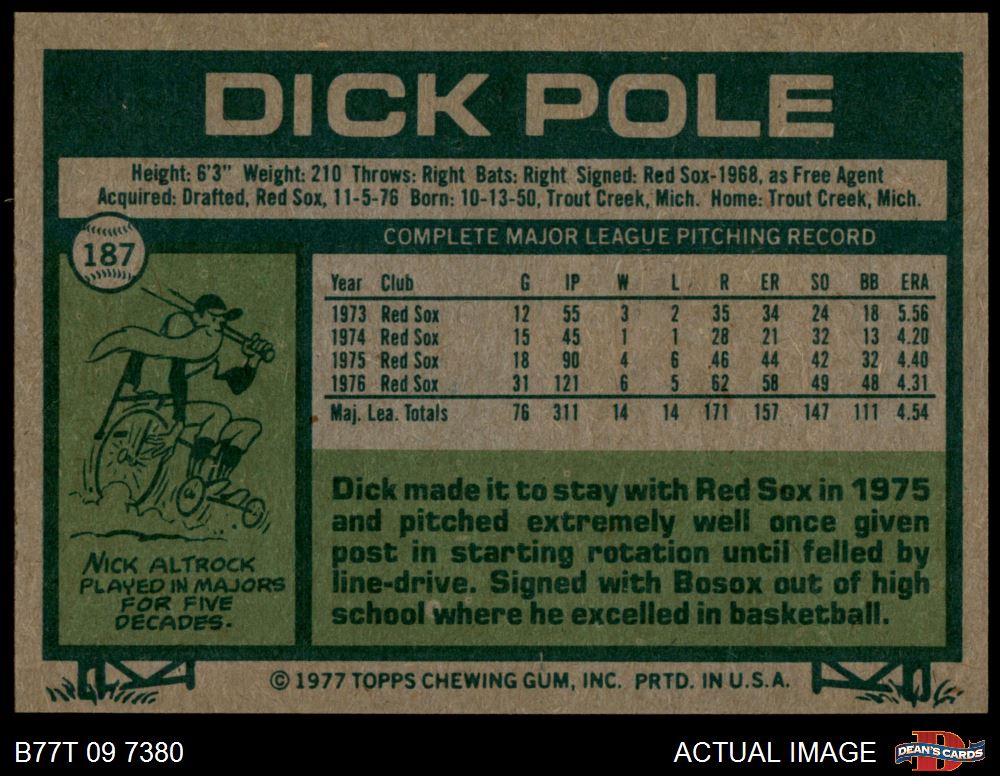 DICK POLE
Height: 6'3" Weight: 210 Throws: Right Bats: Right Signed: Red Sox-1968, as Free Agent
Acquired: Drafted, Red Sox, 11-5-76 Born: 10-13-50, Trout Creek, Mich. Home: Trout Creek, Mich.
187
COMPLETE MAJOR LEAGUE PITCHING RECORD
Year Club G IP W L R ER SO BB ERA
1973 Red Sox 12 55 3 2 35 34 24 18 5.56
1974 Red Sox 15 45 1 1 28 21 32 13 4.20
1975 Red Sox 18 90 4 6 46 44 42 32 4.40
1976 Red Sox 31 121 6 5 62 58 49 48 4.31
Maj. Lea. Totals 76 311 14 14 171 157 147 111 4.54
NICK ALTROCK
PLAYED IN MAJORS
FOR FIVE
DECADES.
Dick made it to stay with Red Sox in 1975
and pitched extremely well once given
post in starting rotation until felled by
line-drive. Signed with Bosox out of high
school where he excelled in basketball.
© 1977 TOPPS CHEWING GUM, INC. PRTD. IN U.S.A.
B77T 09 7380
ACTUAL IMAGE
D
DEAN'S CARDS